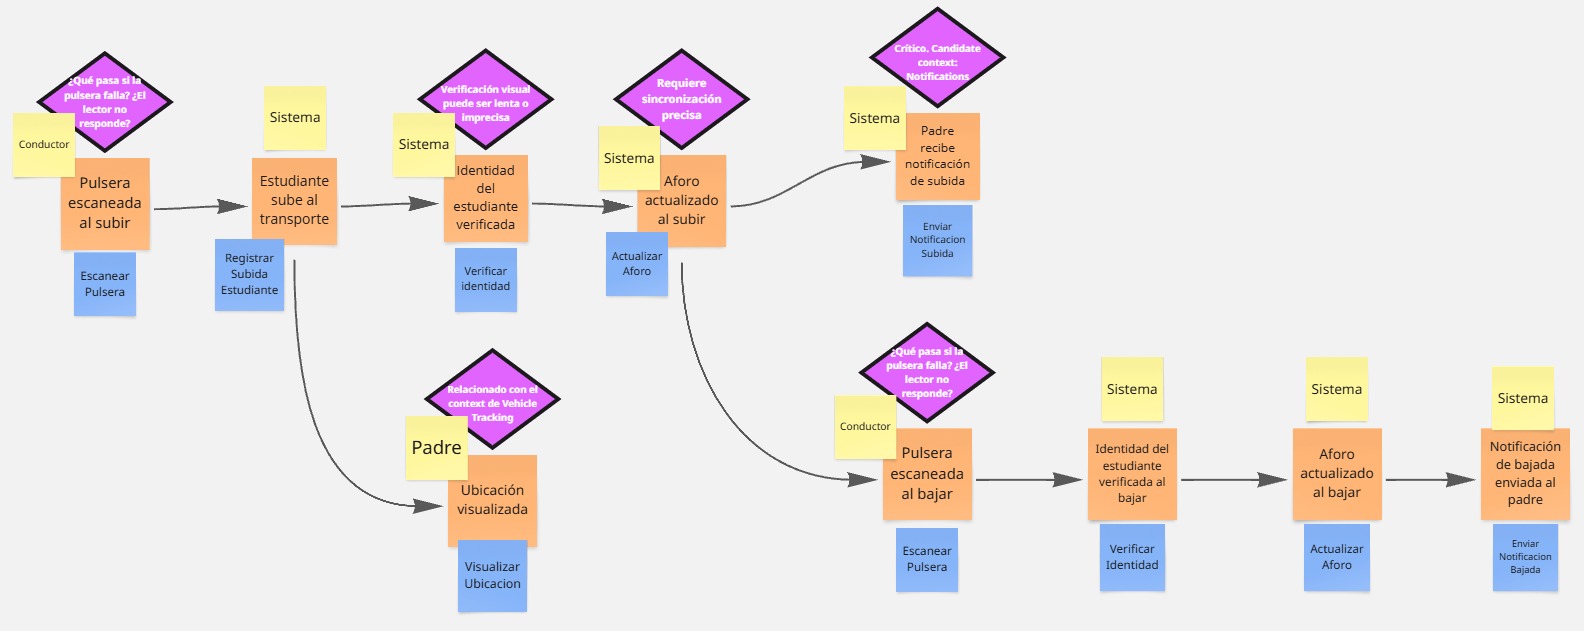 ¿Qué pasa si la
pulsera falla? ¿El
lector no
responde?
Conductor
Pulsera
escaneada
al subir
Escanear
Pulsera
Sistema
Estudiante
sube al
transporte
Registrar
Subida
Estudiante
Verificación visual
puede ser lenta o
imprecisa
Sistema
Identidad
del
estudiante
verificada
Verificar
identidad
Requiere
sincronización
precisa
Sistema
Aforo
actualizado
al subir
Actualizar
Aforo
Crítico, Candidate
context:
Notifications
Sistema
Padre
recibe
notificación
de subida
Enviar
Notificacion
Subida
Relacionado con el
context de Vehicle
Tracking
Padre
Ubicación
visualizada
Visualizar
Ubicacion
¿Qué pasa si la
pulsera falla? ¿El
lector no
responde?
Conductor
Pulsera
escaneada
al bajar
Escanear
Pulsera
Sistema
Identidad del
estudiante
verificada al
bajar
Verificar
Identidad
Sistema
Aforo
actualizado
al bajar
Actualizar
Aforo
Sistema
Notificación
de bajada
enviada al
padre
Enviar
Notificacion
Bajada